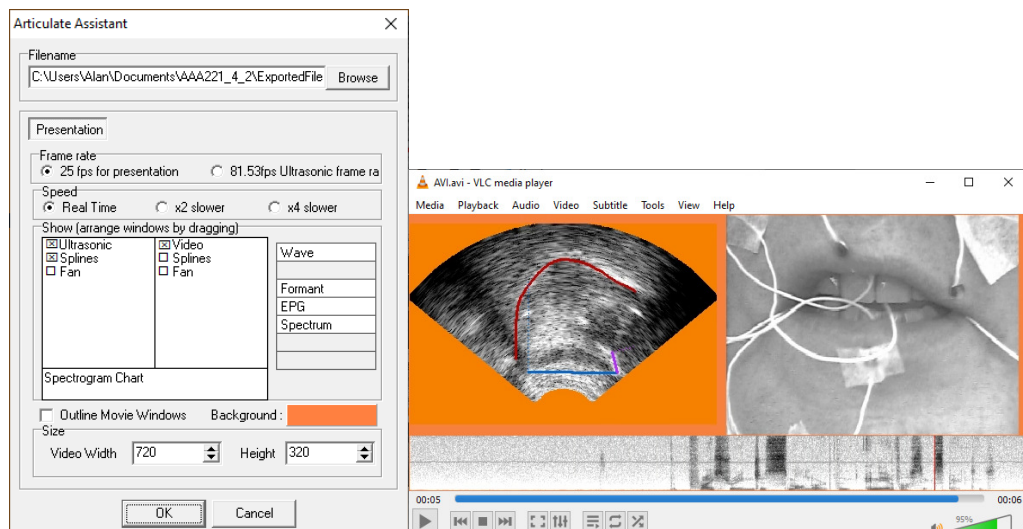 Articulate Assistant
Filename
C:\Users\Alan\Documents\AAA221_4_2\ExportedFile
Browse
Presentation
Frame rate
25 fps for presentation
81.53fps Ultrasonic frame ra
Speed
Real Time
x2 slower
x4 slower
Show (arrange windows by dragging)
Ultrasonic
Splines
Fan
Video
Splines
Fan
Wave
Formant
EPG
Spectrum
Spectrogram Chart
Outline Movie Windows
Background :
Size
Video Width
720
Height
320
OK
Cancel
AVI.avi - VLC media player
Media Playback Audio Video Subtitle Tools View Help
00:05
00:06
95%